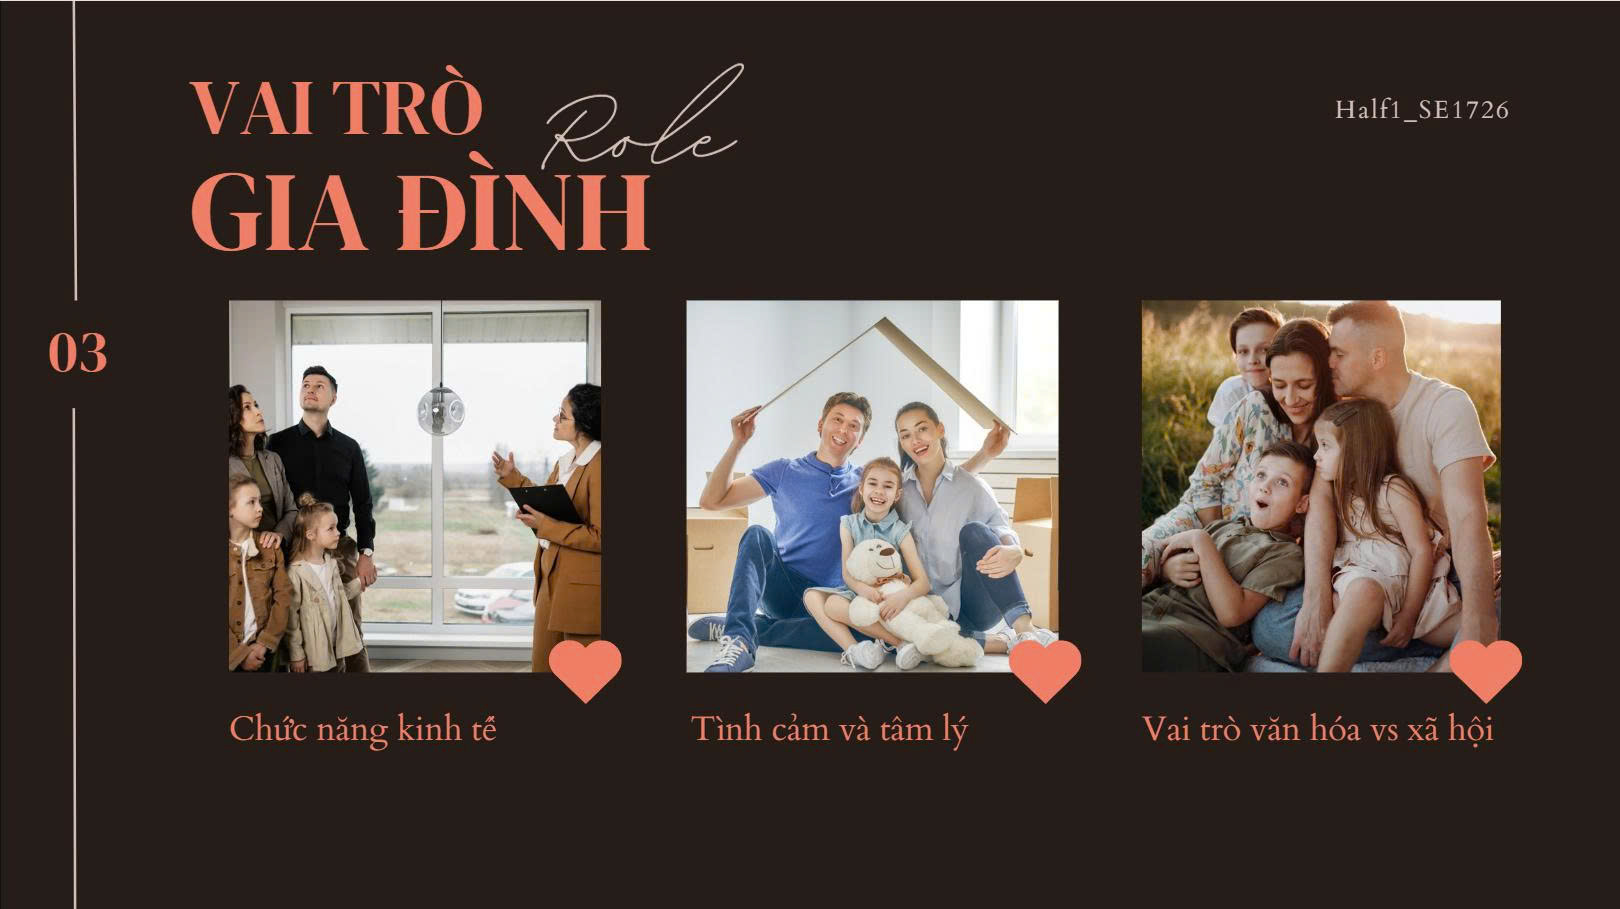 VAI TRÒ
Role
GIA ĐÌNH
Half1_SE1726
03
Chức năng kinh tế
Tình cảm và tâm lý
Vai trò văn hóa vs xã hội